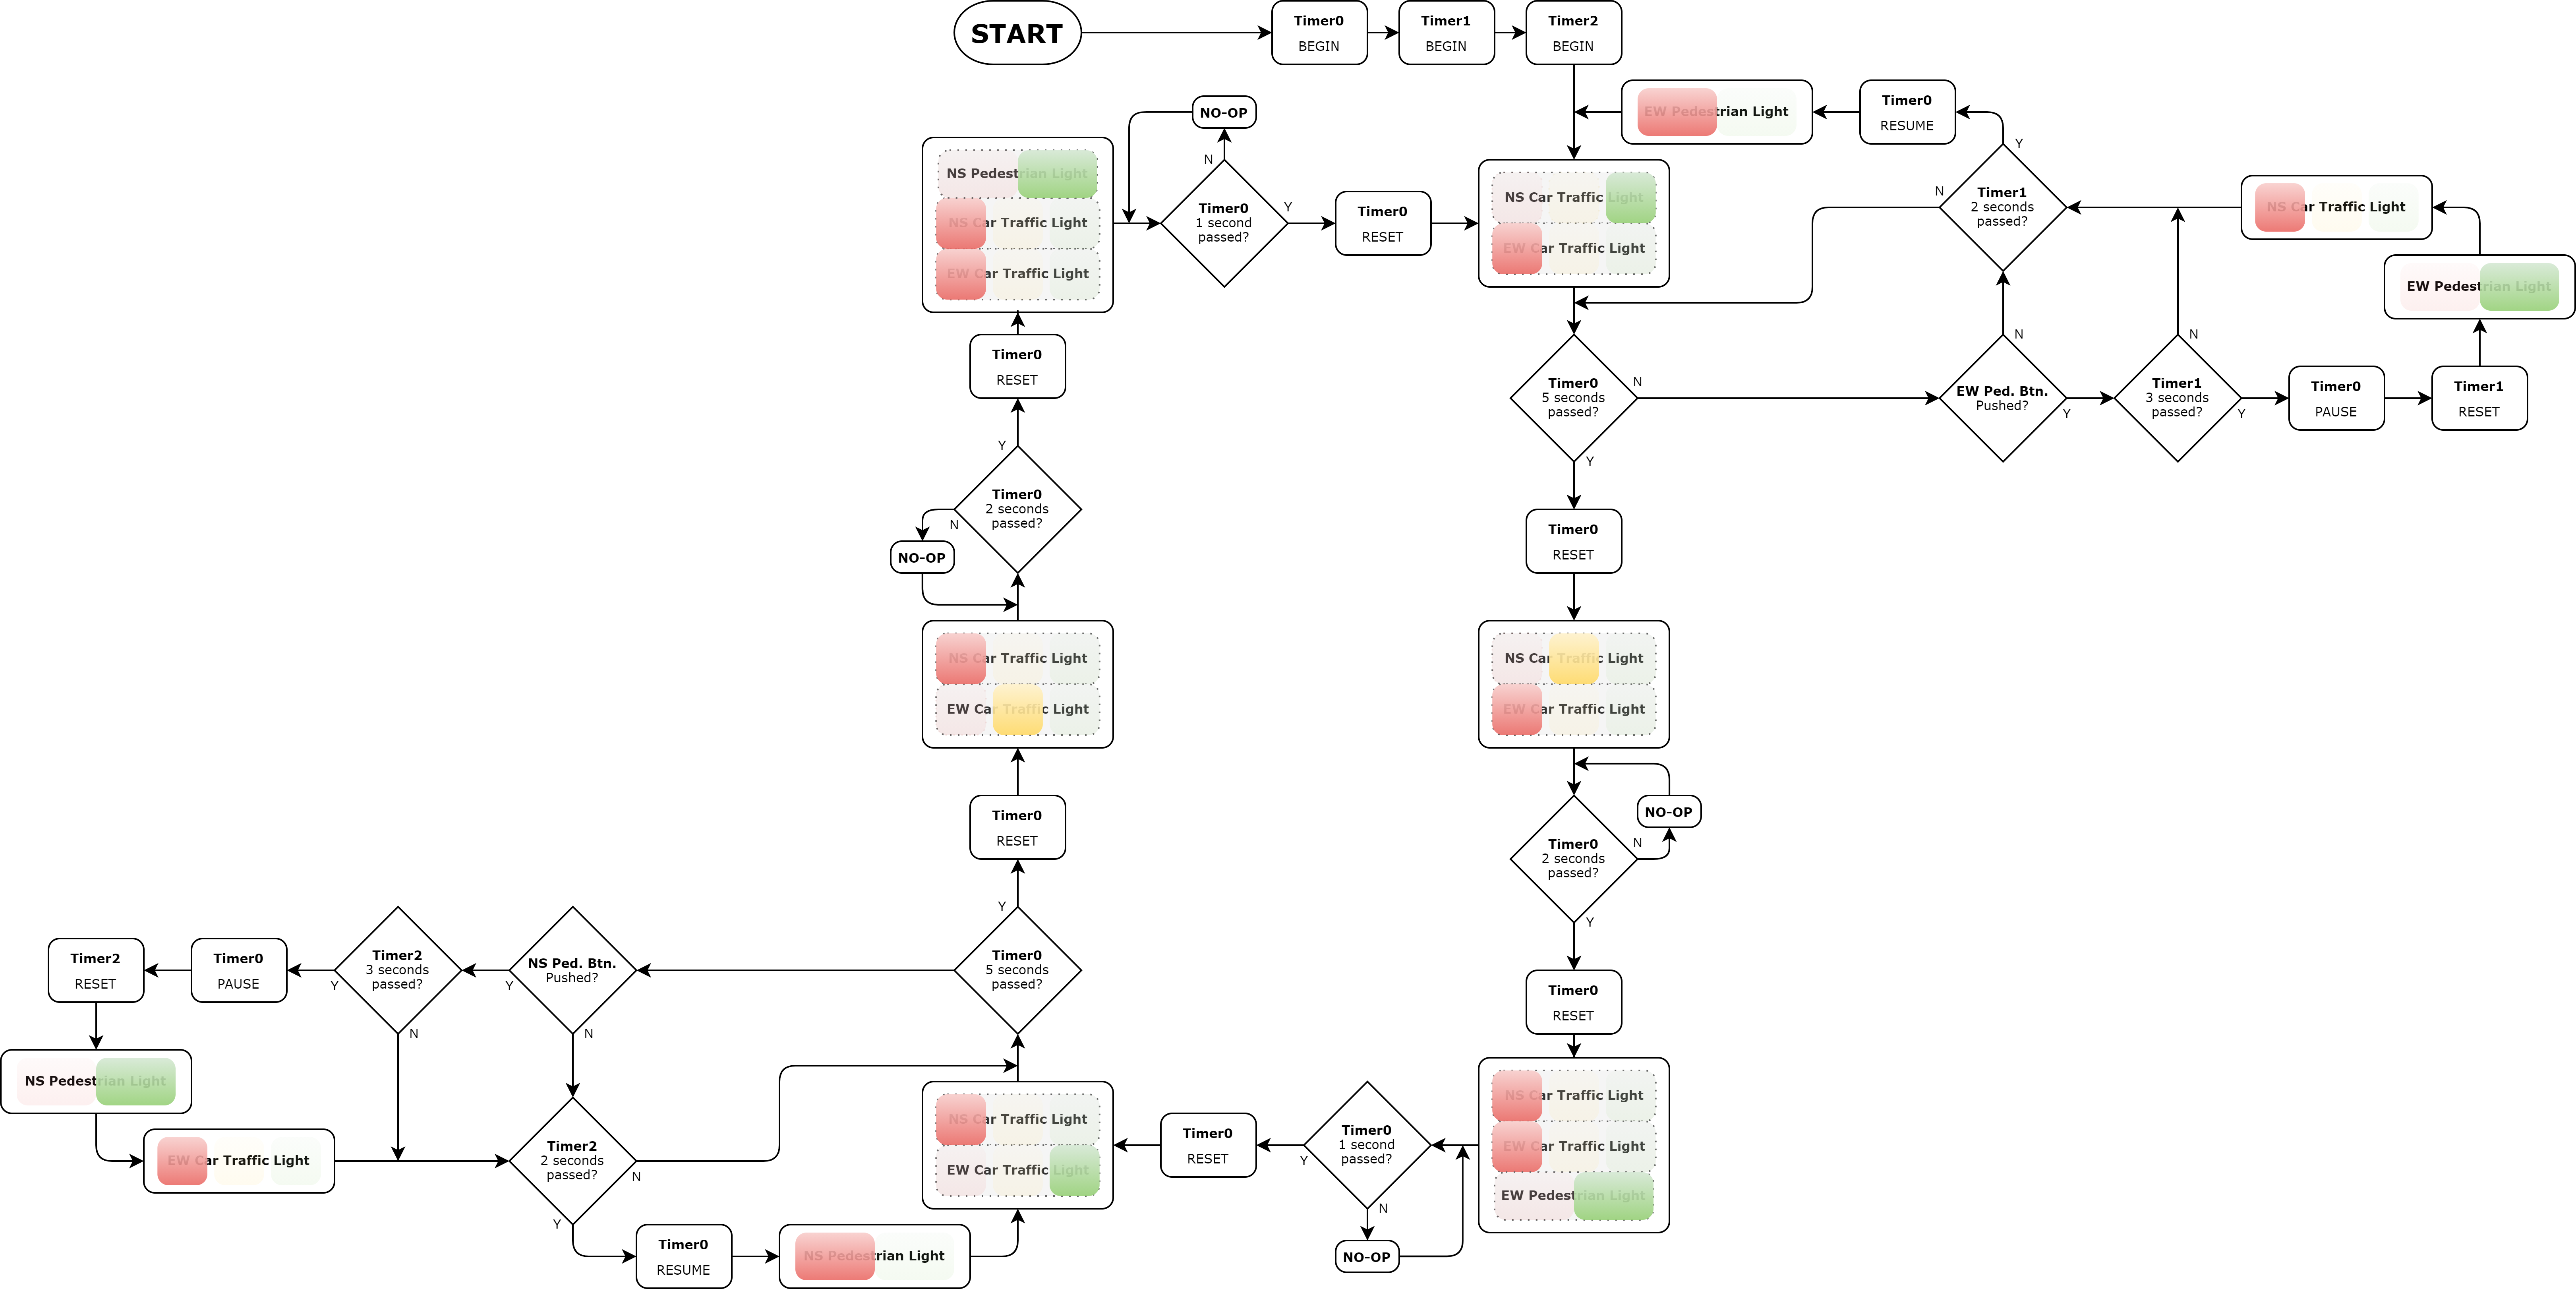 START
Timer0
BEGIN
Timer1
BEGIN
Timer2
BEGIN
EW Pedestrian Light
Timer0
RESUME
NO-OP
Y
N
NS Pedestrian Light
NS Car Traffic Light
EW Car Traffic Light
Timer0
1 second
passed?
Y
Timer0
RESET
NS Car Traffic Light
EW Car Traffic Light
N
Timer1
2 seconds
passed?
NS Car Traffic Light
EW Pedestrian Light
Timer0
RESET
Timer0
5 seconds
passed?
N
Y
EW Ped. Btn.
Pushed?
N
Y
Timer1
3 seconds
passed?
N
Y
Timer0
PAUSE
Timer1
RESET
Y
Timer0
2 seconds
passed?
N
NO-OP
Timer0
RESET
NS Car Traffic Light
EW Car Traffic Light
NS Car Traffic Light
EW Car Traffic Light
Timer0
RESET
NO-OP
N
Timer0
2 seconds
passed?
Y
Timer2
RESET
Timer0
PAUSE
Timer2
3 seconds
passed?
Y
N
NS Ped. Btn.
Pushed?
Y
N
Y
Timer0
5 seconds
passed?
Timer0
RESET
NS Pedestrian Light
EW Car Traffic Light
Timer2
2 seconds
passed?
N
Y
NS Car Traffic Light
EW Car Traffic Light
Timer0
RESET
Timer0
1 second
passed?
Y
N
NO-OP
NS Car Traffic Light
EW Car Traffic Light
EW Pedestrian Light
Timer0
RESUME
NS Pedestrian Light